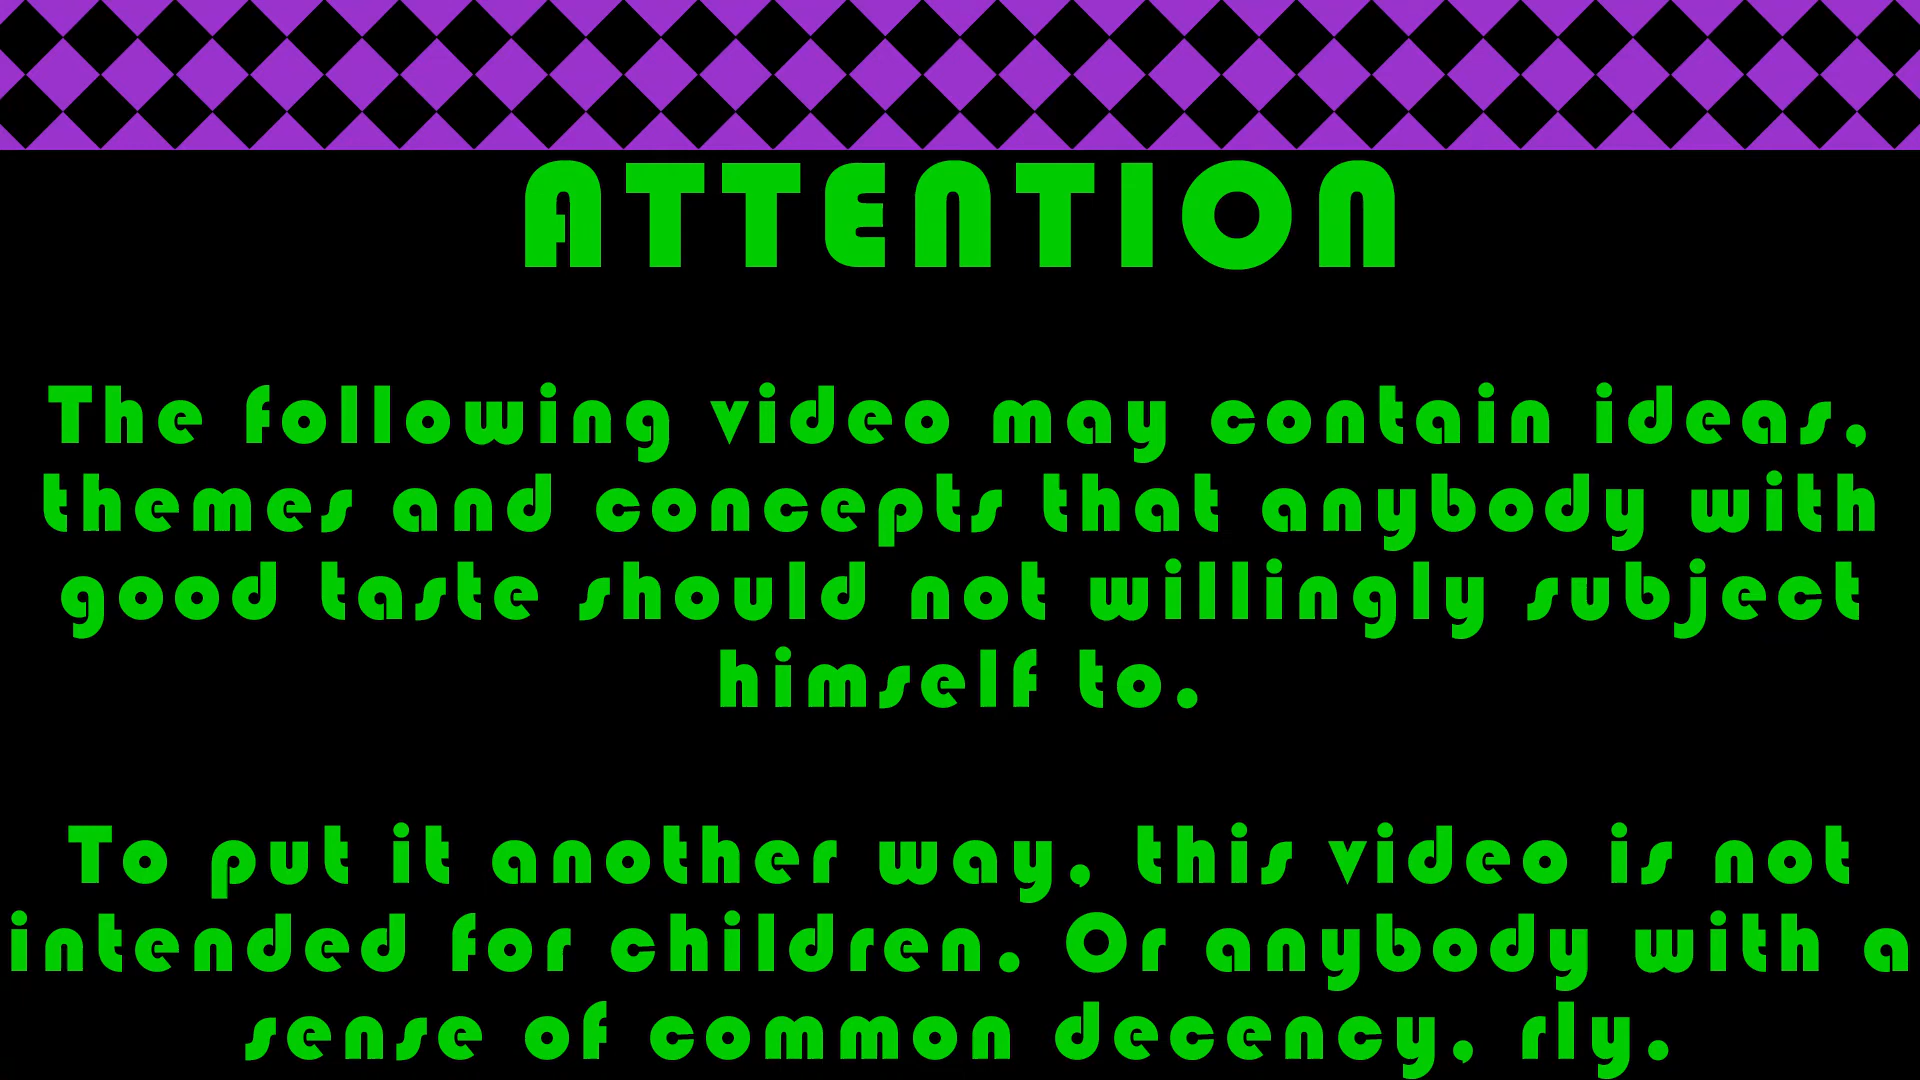 ATTENTION
The following video may contain ideas,
themes and concepts that anybody with
good taste should not willingly subject
himself to.
To put it another way, this video is not
intended for children. Or anybody with a
sense of common decency, rly.